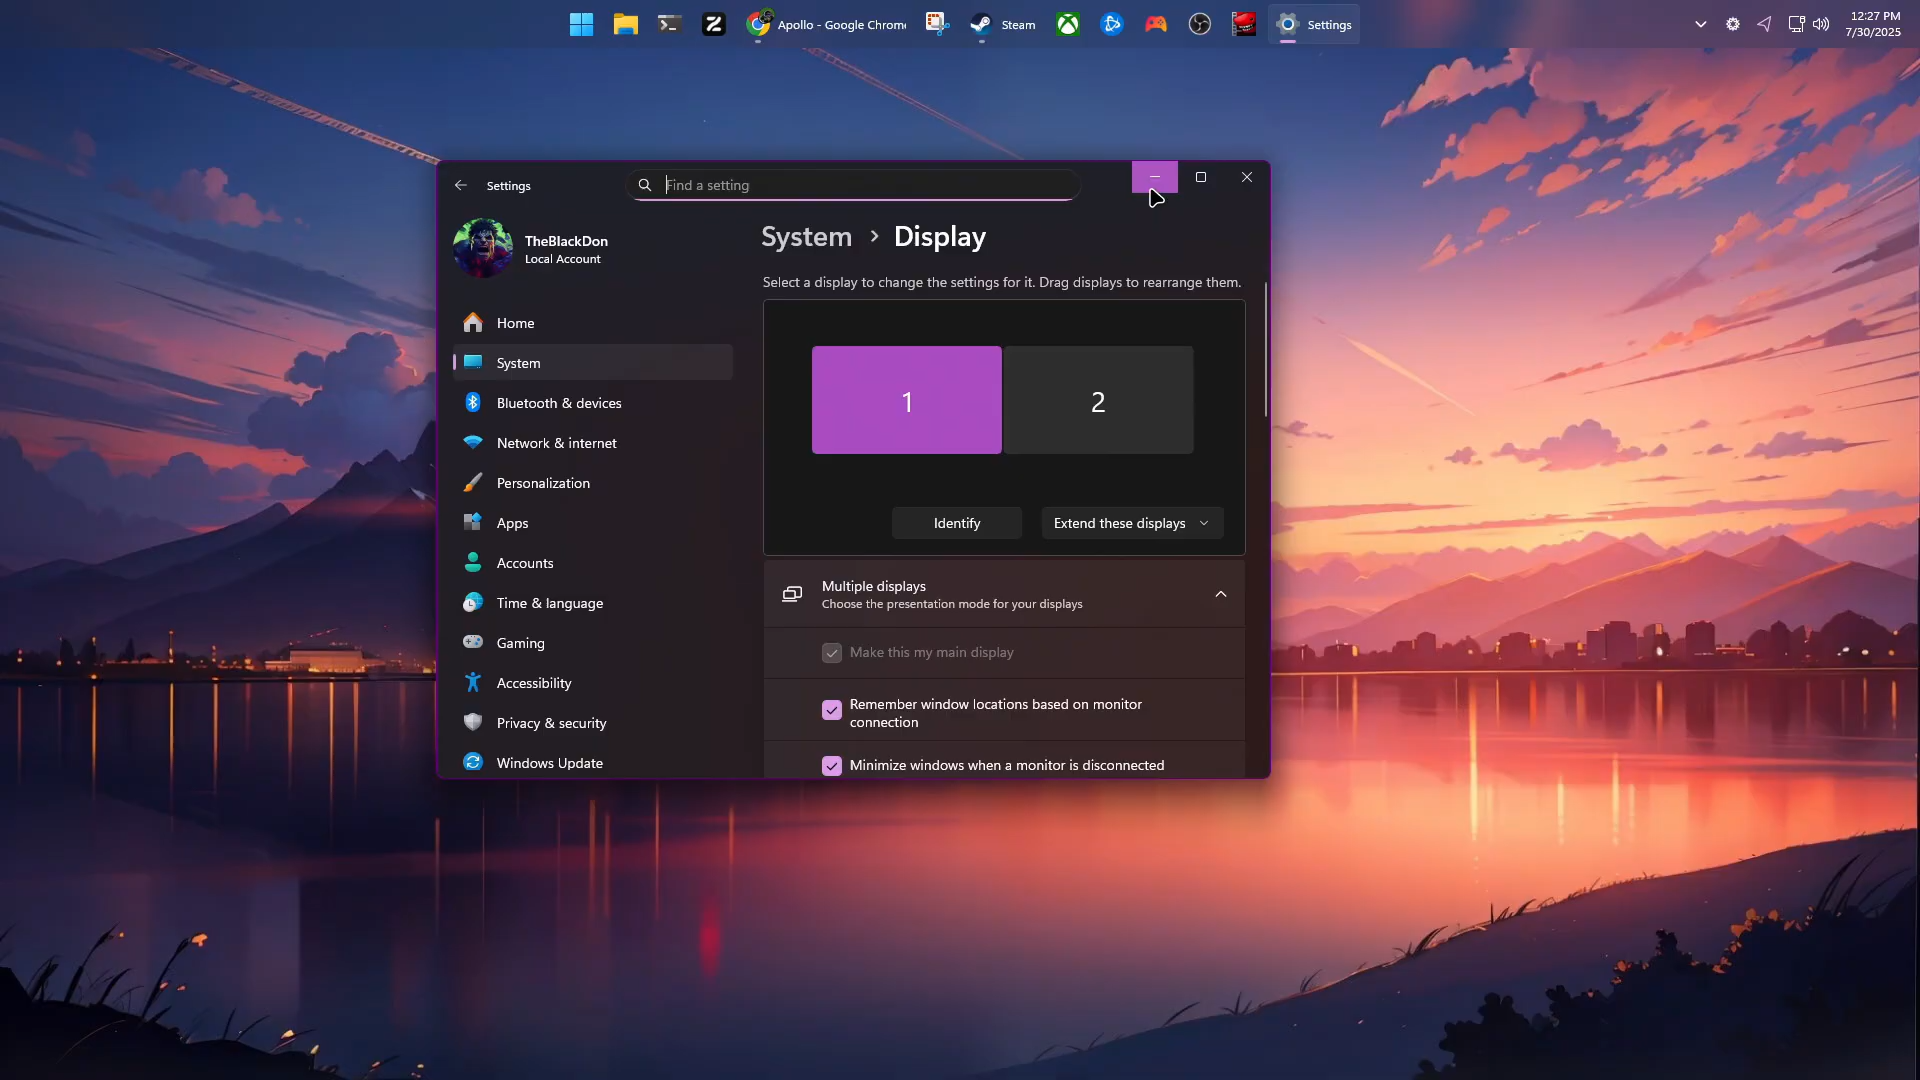 Apollo - Google Chrome
Steam
Settings
12:27 PM
7/30/2025
Settings
Find a setting
TheBlackDon
Local Account
Home
System
Bluetooth & devices
Network & internet
Personalization
Apps
Accounts
Time & language
Gaming
Accessibility
Privacy & security
Windows Update
System › Display
Select a display to change the settings for it. Drag displays to rearrange them.
1
2
Identify
Extend these displays
Multiple displays
Choose the presentation mode for your displays
Make this my main display
Remember window locations based on monitor
connection
Minimize windows when a monitor is disconnected